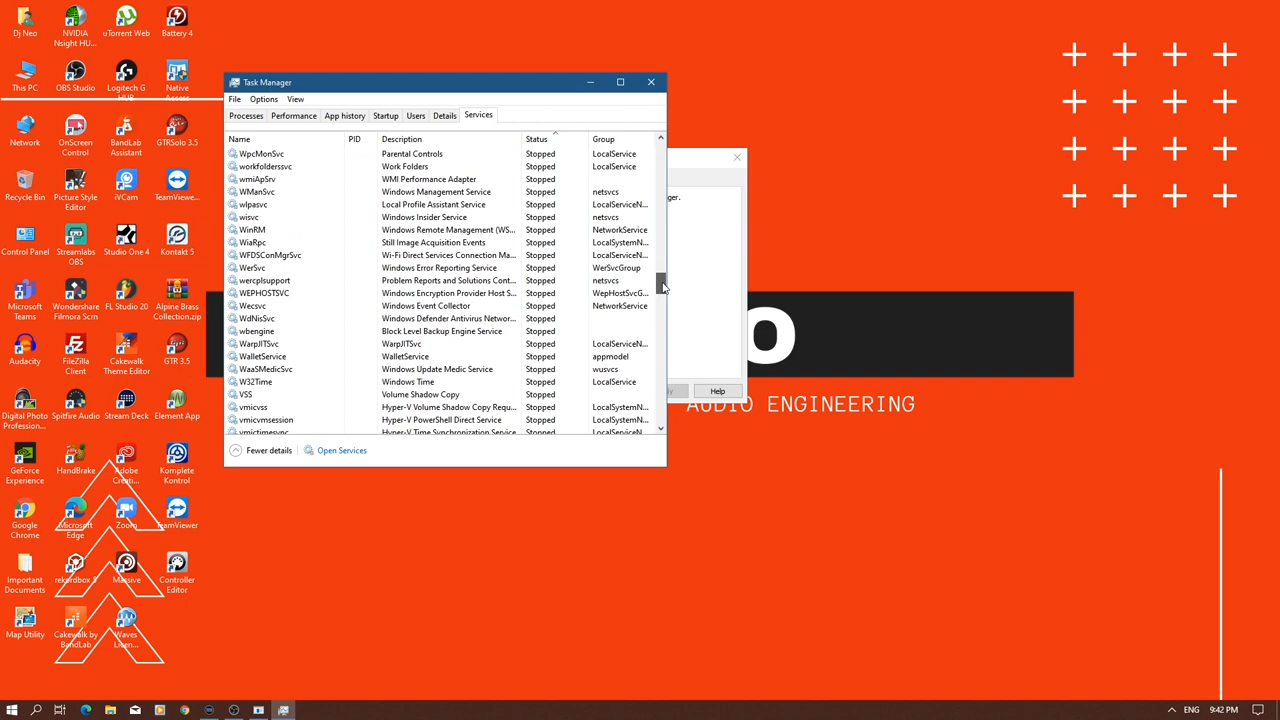 Dj Neo
NVIDIA Nsight HU...
uTorrent Web
Battery 4
This PC
OBS Studio
Logitech G HUB
Native Access
Network
OnScreen Control
BandLab Assistant
GTRSolo 3.5
Recycle Bin
Picture Style Editor
iVCam
TeamViewe...
Control Panel
Streamlabs OBS
Studio One 4
Kontakt 5
Microsoft Teams
Wondershare Filmora Scrn
FL Studio 20
Alpine Brass Collection.zip
Audacity
FileZilla Client
Cakewalk Theme Editor
GTR 3.5
Digital Photo Profession...
Spitfire Audio
Stream Deck
Element App
GeForce Experience
HandBrake
Adobe Creati...
Komplete Kontrol
Google Chrome
Microsoft Edge
Zoom
TeamViewer
Important Documents
Massive
Controller Editor
Map Utility
Cakewalk by BandLab
Waves Licen...
Task Manager
File Options View
Processes Performance App history Startup Users Details Services
Name PID Description Status Group
WpcMonSvc Parental Controls Stopped LocalService
workfolderssvc Work Folders Stopped LocalService
wmiApSrv WMI Performance Adapter Stopped
WManSvc Windows Management Service Stopped netsvcs
wlpasvc Local Profile Assistant Service Stopped LocalServiceN...
wisvc Windows Insider Service Stopped netsvcs
WinRM Windows Remote Management (WS... Stopped NetworkService
WiaRpc Still Image Acquisition Events Stopped LocalSystemN...
WFDSConMgrSvc Wi-Fi Direct Services Connection Ma... Stopped LocalServiceN...
WerSvc Windows Error Reporting Service Stopped WerSvcGroup
wercplsupport Problem Reports and Solutions Cont... Stopped netsvcs
WEPHOSTSVC Windows Encryption Provider Host S... Stopped WepHostSvcG...
Wecsvc Windows Event Collector Stopped NetworkService
WdNisSvc Windows Defender Antivirus Networ... Stopped
wbengine Block Level Backup Engine Service Stopped
WarpJITSvc WarpJITSvc Stopped LocalServiceN...
WalletService WalletService Stopped appmodel
WaaSMedicSvc Windows Update Medic Service Stopped wusvcs
W32Time Windows Time Stopped LocalService
VSS Volume Shadow Copy Stopped
vmicvss Hyper-V Volume Shadow Copy Requ... Stopped LocalSystemN...
vmicvmsession Hyper-V PowerShell Direct Service Stopped LocalSystemN...
vmictimesync Hyper-V Time Synchronization Service Stopped LocalServiceN...
Fewer details Open Services
ger.
Help
O
AUDIO ENGINEERING
ENG 9:42 PM